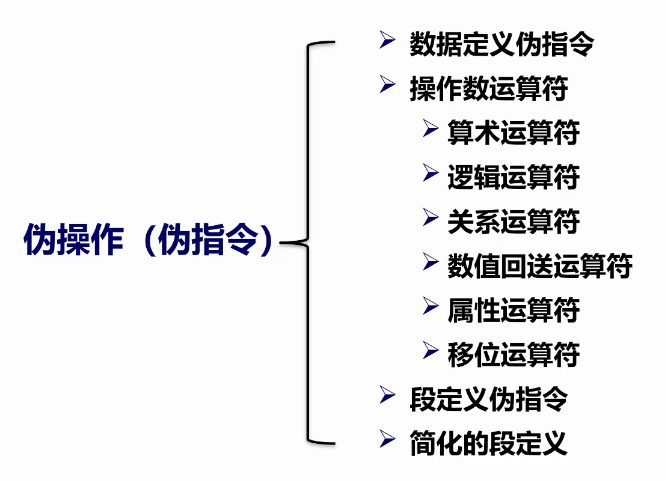 数据定义伪指令
操作数运算符
算术运算符
逻辑运算符
关系运算符
数值回送运算符
伪操作（伪指令）
属性运算符
移位运算符
段定义伪指令
简化的段定义